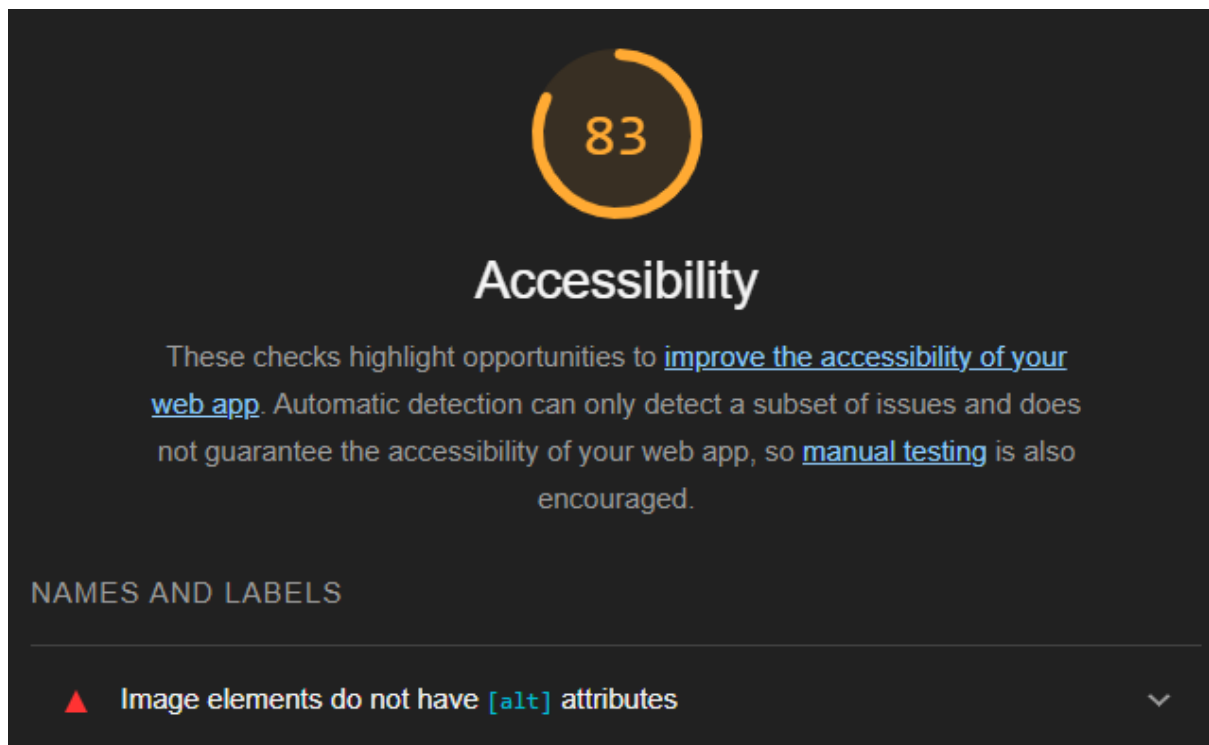 83
Accessibility
These checks highlight opportunities to improve the accessibility of your
web app. Automatic detection can only detect a subset of issues and does
not guarantee the accessibility of your web app, so manual testing is also
encouraged.
NAMES AND LABELS
Image elements do not have [alt] attributes